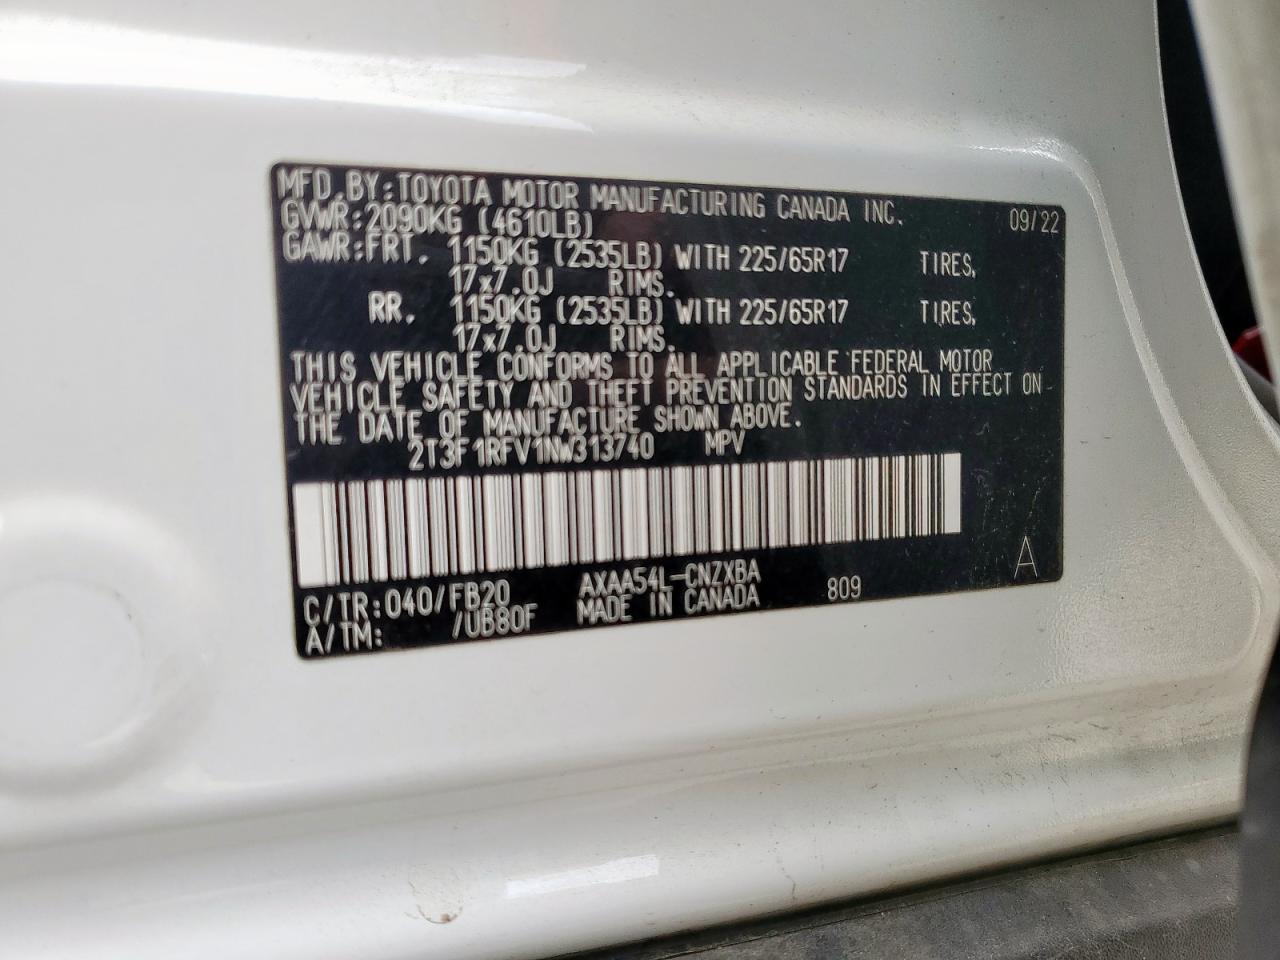 MFD.BY:TOYOTA MOTOR MANUFACTURING CANADA INC. 09/22
GVWR:2090KG (4610LB)
GAWR:FRT. 1150KG (2535LB) WITH 225/65R17 TIRES,
17x7.0J RIMS.
RR. 1150KG (2535LB) WITH 225/65R17 TIRES,
17x7.0J RIMS.
THIS VEHICLE CONFORMS TO ALL APPLICABLE FEDERAL MOTOR
VEHICLE SAFETY AND THEFT PREVENTION STANDARDS IN EFFECT ON
THE DATE OF MANUFACTURE SHOWN ABOVE.
2T3F1RFV1NW313740 MPV
C/TR:040/FB20 AXAA54L-CNZXBA 809 A
A/TM: /UB80F MADE IN CANADA